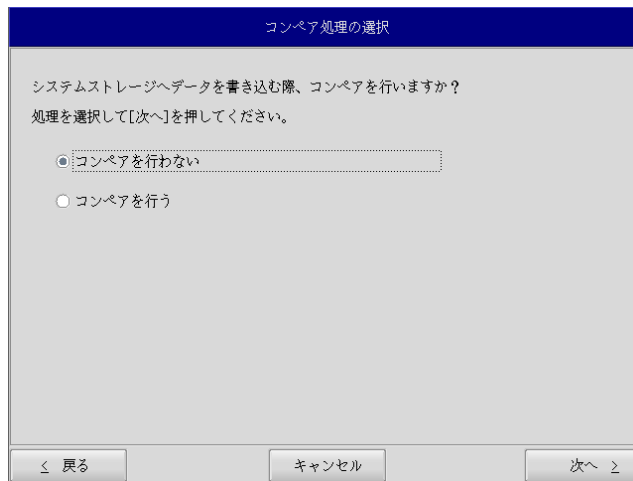 コンペア処理の選択
システムストレージへデータを書き込む際、コンペアを行いますか？
処理を選択して[次へ]を押してください。
コンペアを行わない
コンペアを行う
< 戻る
キャンセル
次へ >